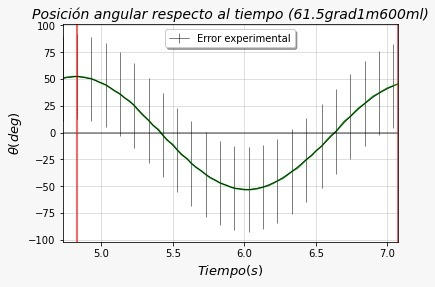 Posición angular respecto al tiempo (61.5grad1m600ml)
Error experimental
100
75
50
25
0
−25
−50
−75
−100
θ(deg)
5.0 5.5 6.0 6.5 7.0
Tiempo(s)